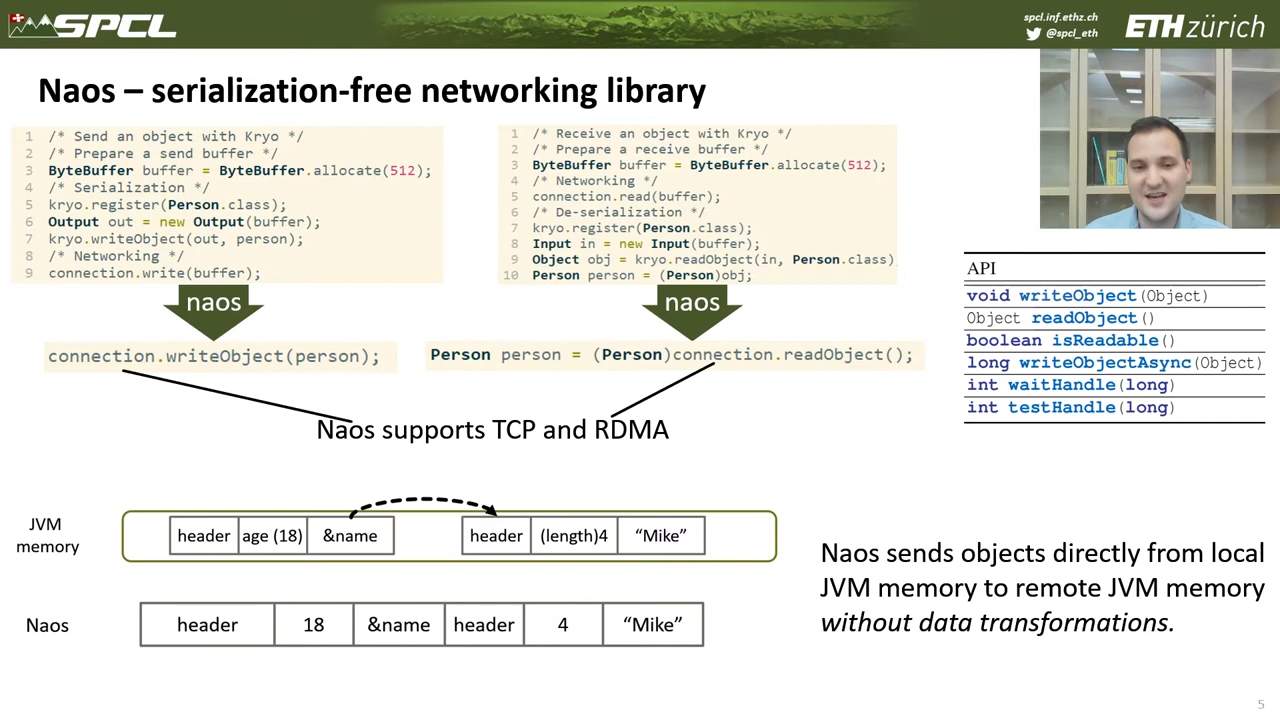 SPCL
spcl.inf.ethz.ch
@spcl_eth
ETH zürich
Naos – serialization-free networking library
1 /* Send an object with Kryo */
2 /* Prepare a send buffer */
3 ByteBuffer buffer = ByteBuffer.allocate(512);
4 /* Serialization */
5 kryo.register(Person.class);
6 Output out = new Output(buffer);
7 kryo.writeObject(out, person);
8 /* Networking */
9 connection.write(buffer);
1 /* Receive an object with Kryo */
2 /* Prepare a receive buffer */
3 ByteBuffer buffer = ByteBuffer.allocate(512);
4 /* Networking */
5 connection.read(buffer);
6 /* De-serialization */
7 kryo.register(Person.class);
8 Input in = new Input(buffer);
9 Object obj = kryo.readObject(in, Person.class)
10 Person person = (Person)obj;
naos
naos
connection.writeObject(person);
Person person = (Person)connection.readObject();
Naos supports TCP and RDMA
API
void writeObject(Object)
Object readObject()
boolean isReadable()
long writeObjectAsync(Object)
int waitHandle(long)
int testHandle(long)
JVM
memory
header age (18) &name header (length)4 “Mike”
Naos
header 18 &name header 4 “Mike”
Naos sends objects directly from local
JVM memory to remote JVM memory
without data transformations.
5